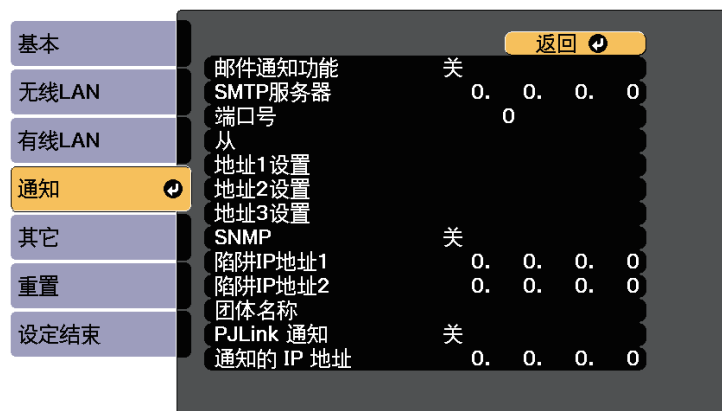 基本
无线LAN
有线LAN
通知
其它
重置
设定结束
返回
邮件通知功能 关
SMTP服务器 0. 0. 0. 0
端口号 0
从
地址1设置
地址2设置
地址3设置
SNMP 关
陷阱IP地址1 0. 0. 0. 0
陷阱IP地址2 0. 0. 0. 0
团体名称
PJLink 通知 关
通知的 IP 地址 0. 0. 0. 0